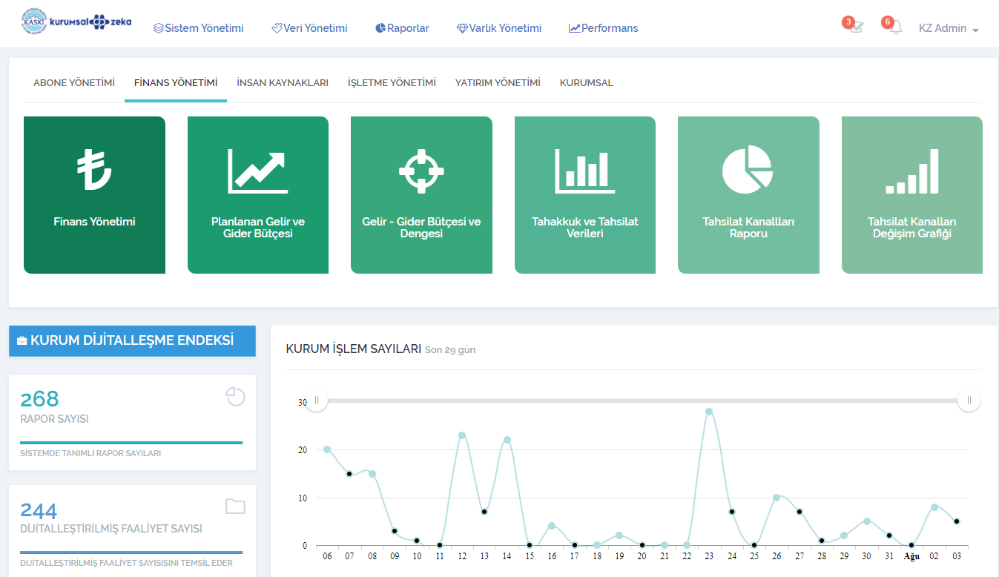 KASKİ kurumsal zeka
Sistem Yönetimi Veri Yönetimi Raporlar Varlık Yönetimi Performans 3 6 KZ Admin
ABONE YÖNETİMİ FİNANS YÖNETİMİ İNSAN KAYNAKLARI İŞLETME YÖNETİMİ YATIRIM YÖNETİMİ KURUMSAL
Finans Yönetimi
Planlanan Gelir ve
Gider Bütçesi
Gelir - Gider Bütçesi ve
Dengesi
Tahakkuk ve Tahsilat
Verileri
Tahsilat Kanallları
Raporu
Tahsilat Kanalları
Değişim Grafiği
KURUM DİJİTALLEŞME ENDEKSİ
268
RAPOR SAYISI
SİSTEMDE TANIMLI RAPOR SAYILARI
244
DİJİTALLEŞTİRİLMİŞ FAALİYET SAYISI
DİJİTALLEŞTİRİLMİŞ FAALİYET SAYISISINI TEMSİL EDER
KURUM İŞLEM SAYILARI Son 29 gün
30
20
10
0
06 07 08 09 10 11 12 13 14 15 16 17 18 19 20 21 22 23 24 25 26 27 28 29 30 31 Ağu 02 03